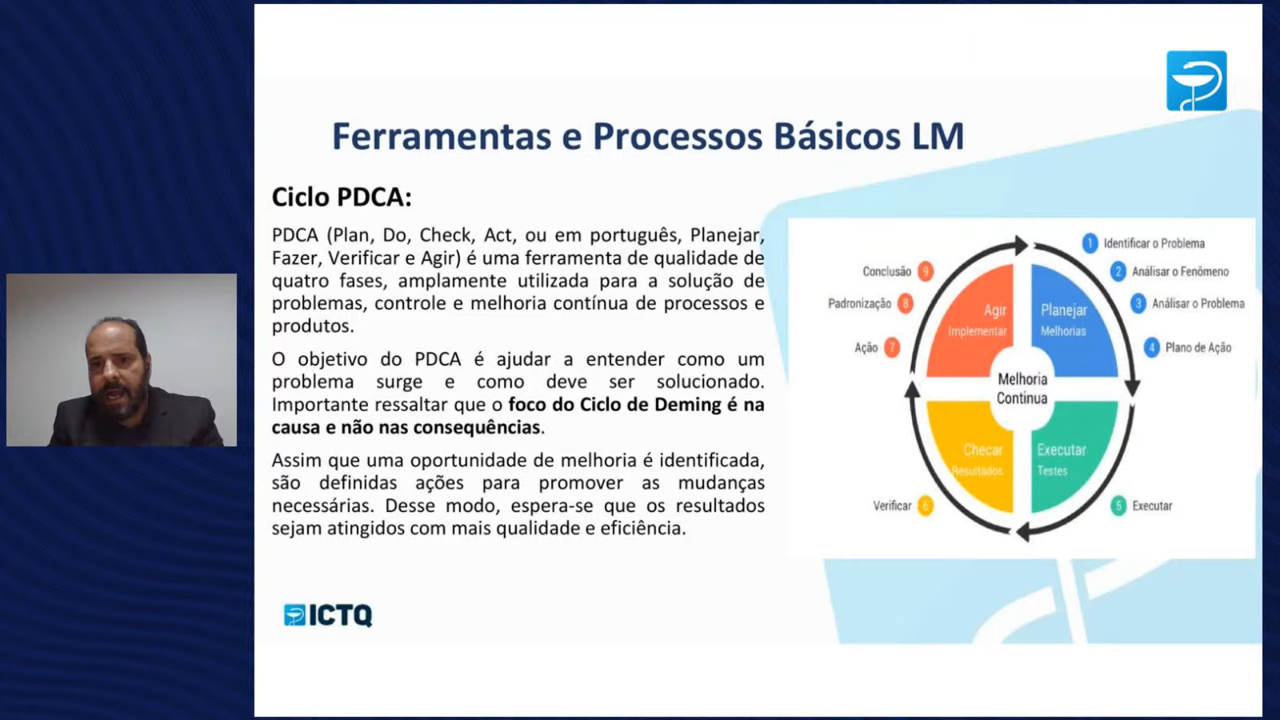 Ferramentas e Processos Básicos LM
Ciclo PDCA:
PDCA (Plan, Do, Check, Act, ou em português, Planejar,
Fazer, Verificar e Agir) é uma ferramenta de qualidade de
quatro fases, amplamente utilizada para a solução de
problemas, controle e melhoria contínua de processos e
produtos.
O objetivo do PDCA é ajudar a entender como um
problema surge e como deve ser solucionado.
Importante ressaltar que o foco do Ciclo de Deming é na
causa e não nas consequências.
Assim que uma oportunidade de melhoria é identificada,
são definidas ações para promover as mudanças
necessárias. Desse modo, espera-se que os resultados
sejam atingidos com mais qualidade e eficiência.
1 Identificar o Problema
2 Análisar o Fenômeno
3 Análisar o Problema
4 Plano de Ação
5 Executar
Verificar 6
Ação 7
Padronização 8
Conclusão 9
Agir
Implementar
Planejar
Melhorias
Melhoria
Continua
Checar
Resultados
Executar
Testes
ICTQ